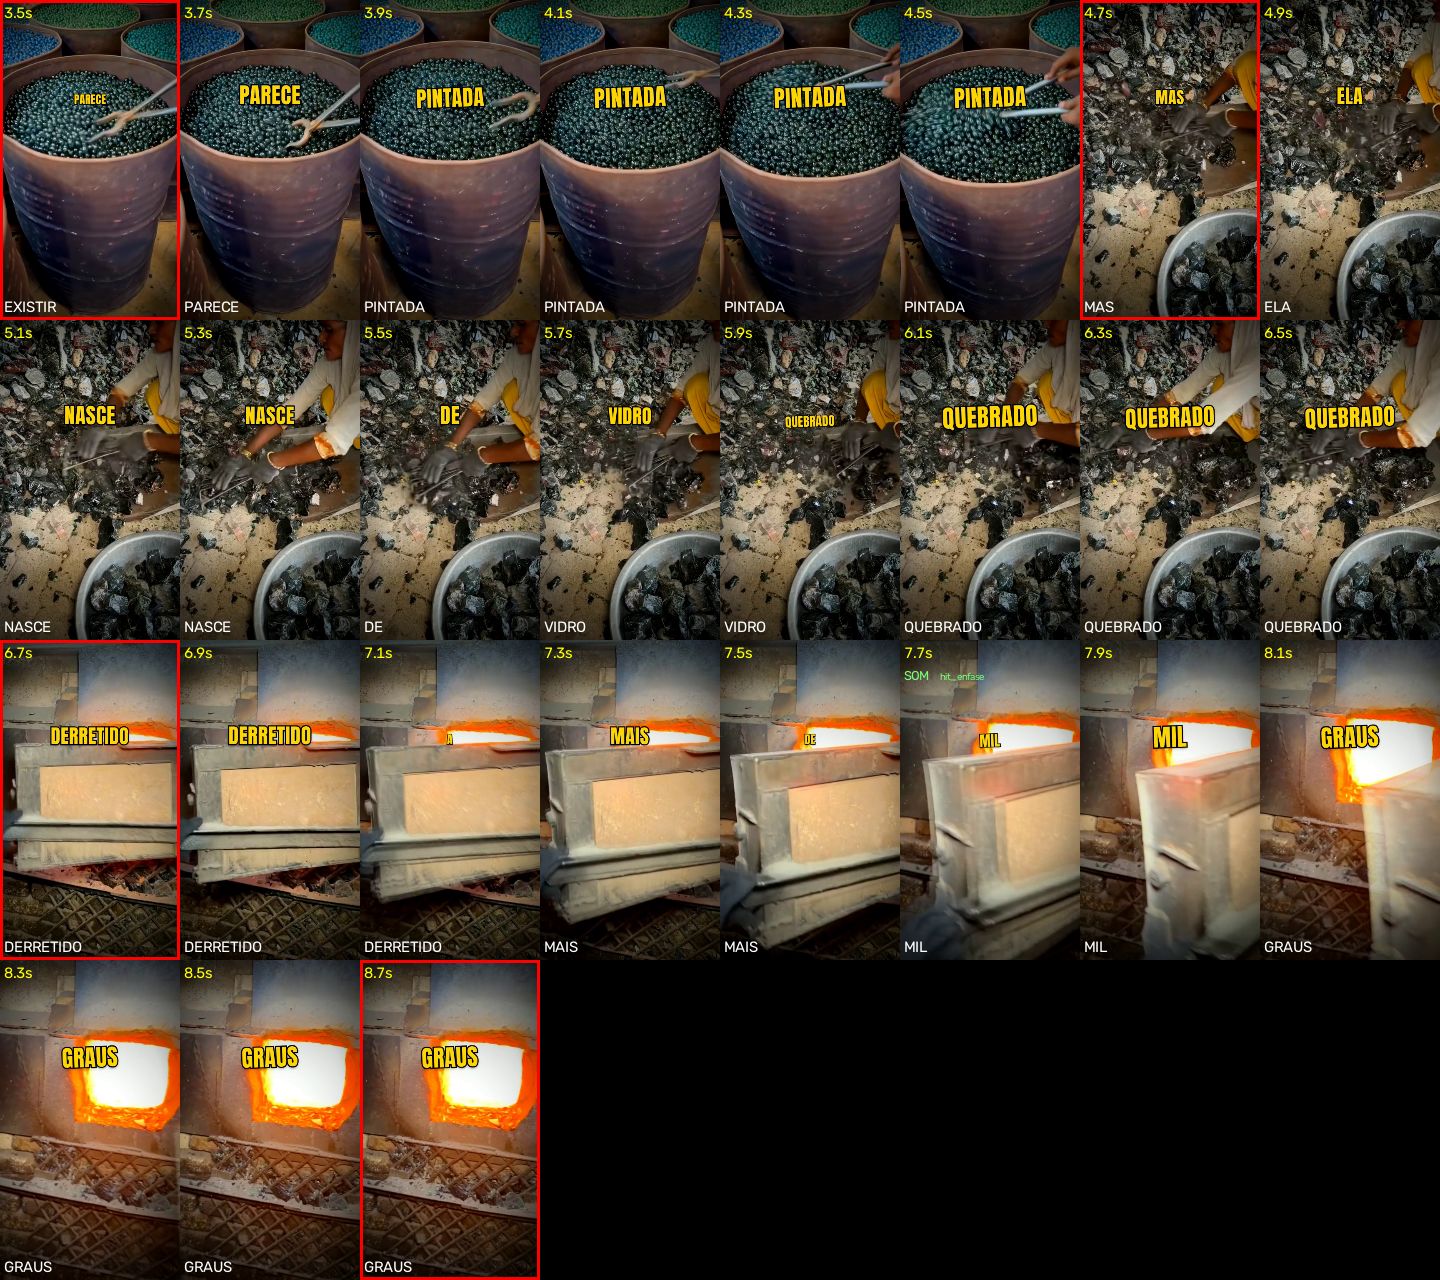 3.5s 3.7s 3.9s 4.1s 4.3s 4.5s 4.7s 4.9s
PARECE PARECE PINTADA PINTADA PINTADA PINTADA MAS ELA
EXISTIR PARECE PINTADA PINTADA PINTADA PINTADA MAS ELA
5.1s 5.3s 5.5s 5.7s 5.9s 6.1s 6.3s 6.5s
NASCE NASCE DE VIDRO QUEBRADO QUEBRADO QUEBRADO QUEBRADO
NASCE NASCE DE VIDRO VIDRO QUEBRADO QUEBRADO QUEBRADO
6.7s 6.9s 7.1s 7.3s 7.5s 7.7s 7.9s 8.1s
SOM hit_enfase
DERRETIDO DERRETIDO A MAIS DE MIL MIL GRAUS
DERRETIDO DERRETIDO DERRETIDO MAIS MAIS MIL MIL GRAUS
8.3s 8.5s 8.7s
GRAUS GRAUS GRAUS
GRAUS GRAUS GRAUS